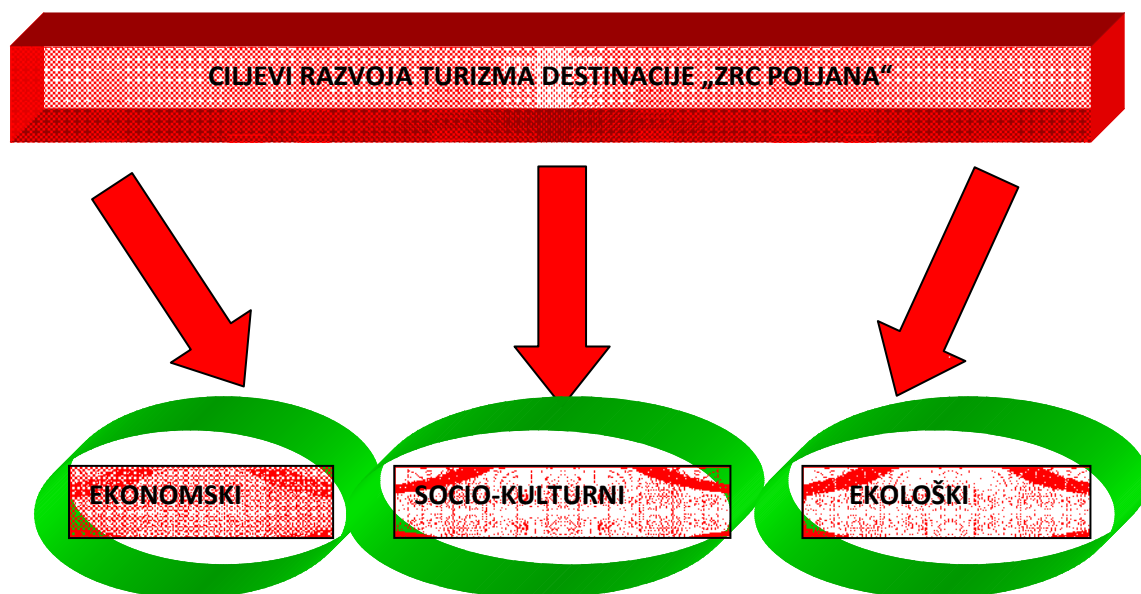 CILJEVI RAZVOJA TURIZMA DESTINACIJE „ZRC POLJANA“
EKONOMSKI
SOCIO-KULTURNI
EKOLOŠKI